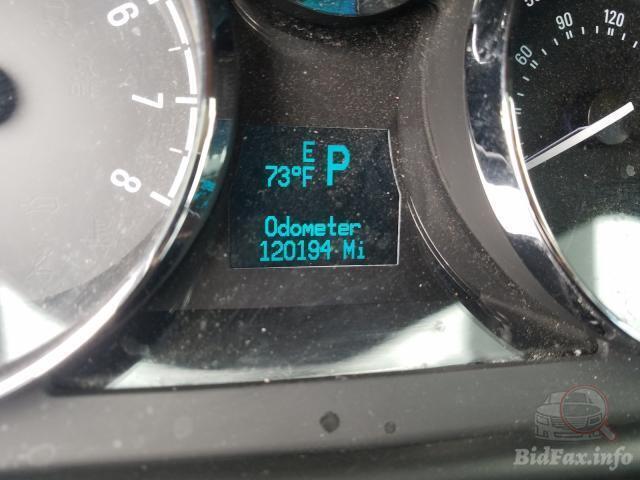 6
7
8
60
90
120
E
73°F P
Odometer
120194 Mi
BidFax.info